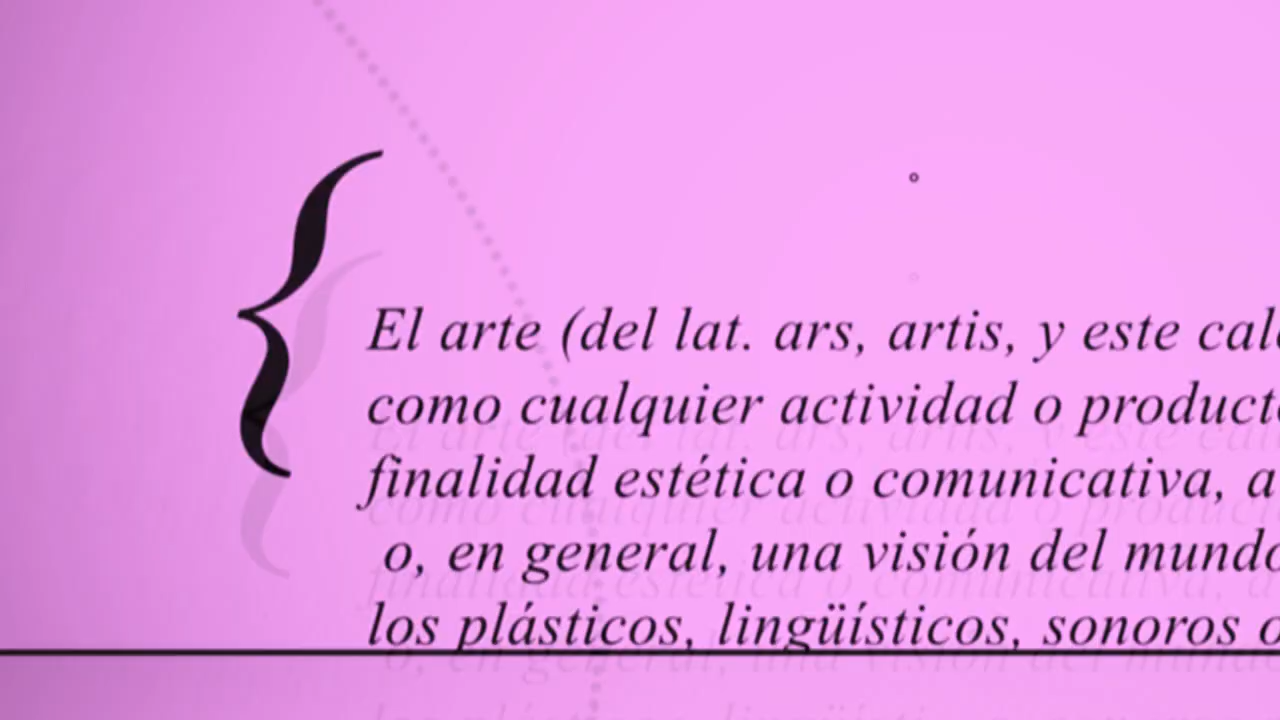 {
El arte (del lat. ars, artis, y este
como cualquier actividad o
finalidad estética o comunicativa,
o, en general, una visión del
los plásticos, lingüísticos, sonoros